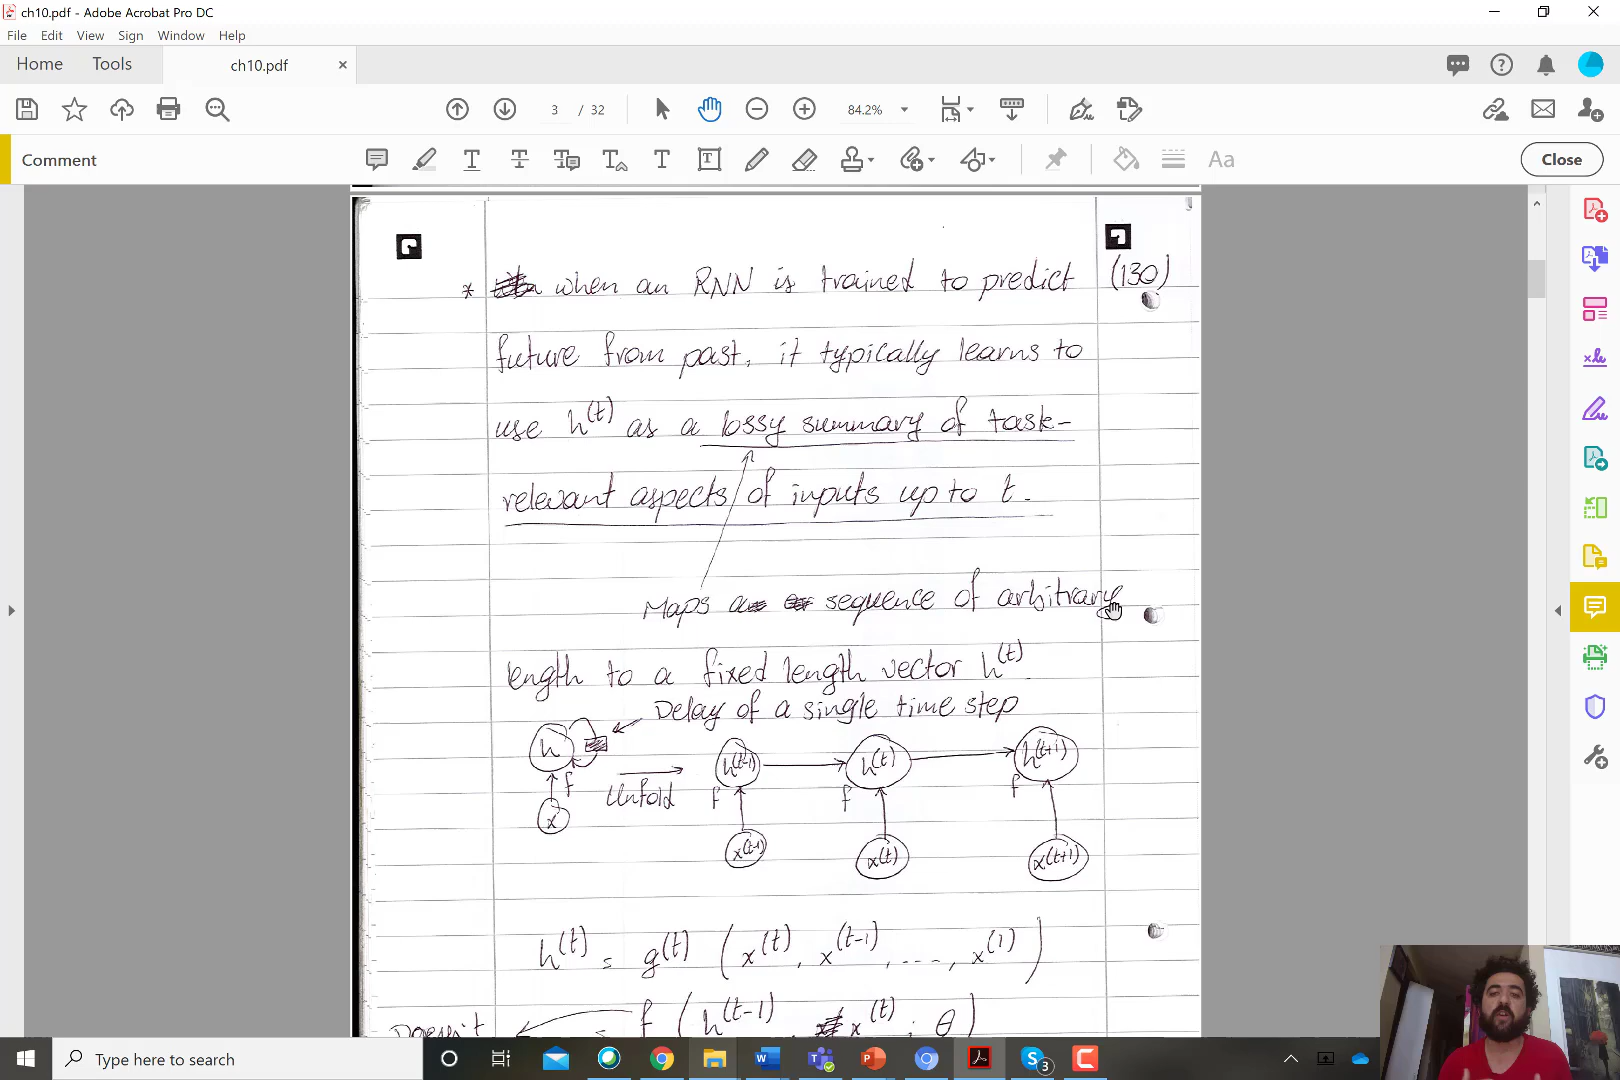 ch10.pdf - Adobe Acrobat Pro DC
File Edit View Sign Window Help
Home Tools ch10.pdf ×
3 / 32 84.2%
Comment
T T T T T Aa
Close
* when an RNN is trained to predict (130)
future from past, it typically learns to
use h^(t) as a lossy summary of task-
relevant aspects of inputs up to t.
Maps sequence of arbitrary
length to a fixed length vector h^(t).
Delay of a single time step
h f x Unfold h^(t-1) h^(t) h^(t+1)
f f f
x^(t-1) x^(t) x^(t+1)
h^(t) = g^(t) (x^(t), x^(t-1), ...., x^(1))
Doesn't = f (h^(t-1), x^(t); θ)
Type here to search
3